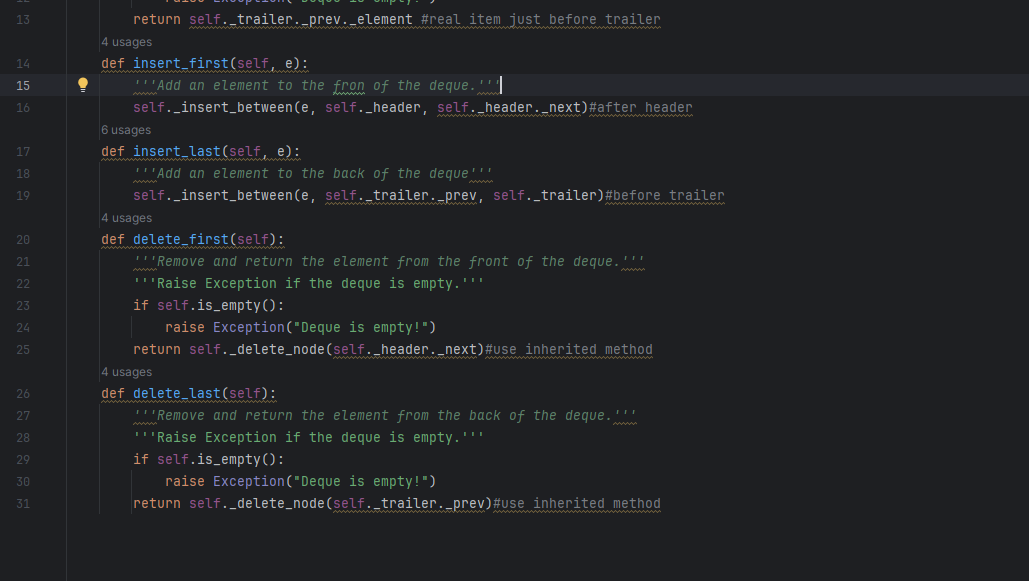 13 return self._trailer._prev._element #real item just before trailer
4 usages
14 def insert_first(self, e):
15 '''Add an element to the fron of the deque.'''
16 self._insert_between(e, self._header, self._header._next)#after header
6 usages
17 def insert_last(self, e):
18 '''Add an element to the back of the deque'''
19 self._insert_between(e, self._trailer._prev, self._trailer)#before trailer
4 usages
20 def delete_first(self):
21 '''Remove and return the element from the front of the deque.'''
22 '''Raise Exception if the deque is empty.'''
23 if self.is_empty():
24 raise Exception("Deque is empty!")
25 return self._delete_node(self._header._next)#use inherited method
4 usages
26 def delete_last(self):
27 '''Remove and return the element from the back of the deque.'''
28 '''Raise Exception if the deque is empty.'''
29 if self.is_empty():
30 raise Exception("Deque is empty!")
31 return self._delete_node(self._trailer._prev)#use inherited method